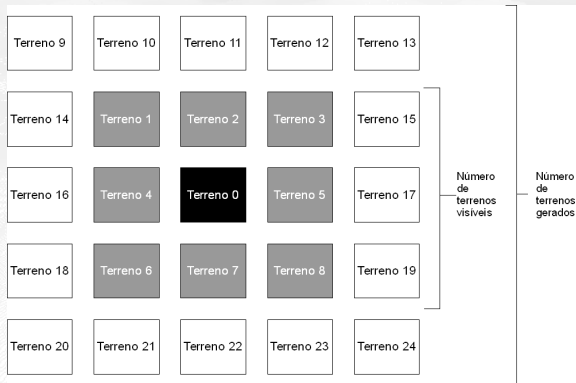 Terreno 9 Terreno 10 Terreno 11 Terreno 12 Terreno 13
Terreno 14 Terreno 1 Terreno 2 Terreno 3 Terreno 15
Terreno 16 Terreno 4 Terreno 0 Terreno 5 Terreno 17
Terreno 18 Terreno 6 Terreno 7 Terreno 8 Terreno 19
Terreno 20 Terreno 21 Terreno 22 Terreno 23 Terreno 24
Número
de
terrenos
visíveis
Número
de
terrenos
gerados